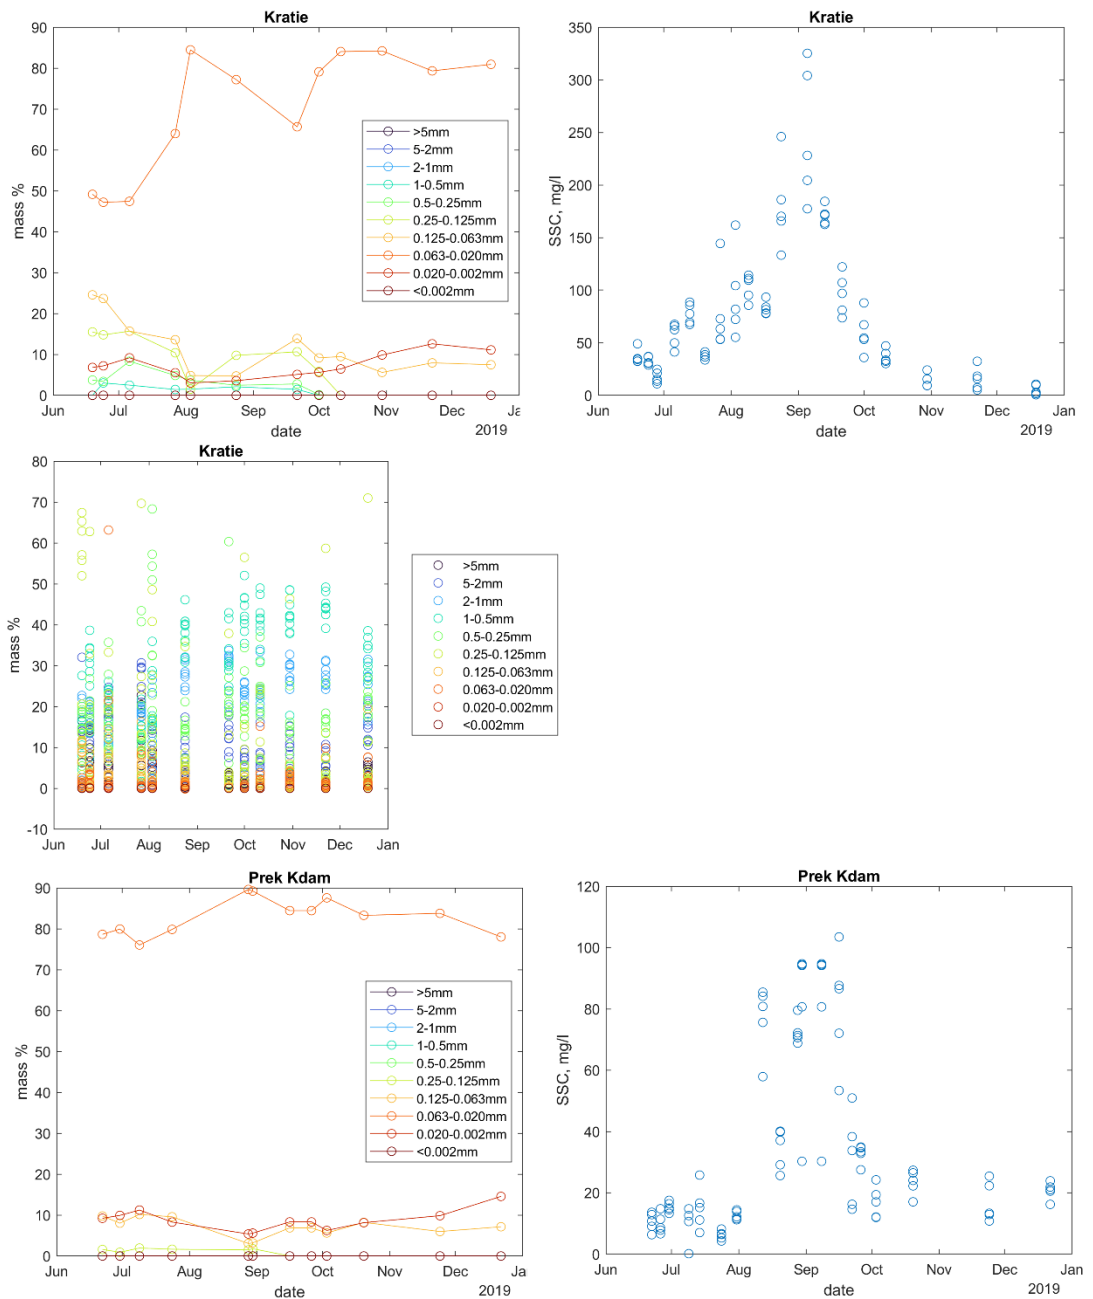 Kratie
90
80
70
60
50
40
30
20
10
0
mass %
>5mm
5-2mm
2-1mm
1-0.5mm
0.5-0.25mm
0.25-0.125mm
0.125-0.063mm
0.063-0.020mm
0.020-0.002mm
<0.002mm
Jun Jul Aug Sep Oct Nov Dec Ja
date
2019
Kratie
350
300
250
200
150
100
50
0
SSC, mg/l
Jun Jul Aug Sep Oct Nov Dec Jan
date
2019
Kratie
80
70
60
50
40
30
20
10
0
-10
mass %
>5mm
5-2mm
2-1mm
1-0.5mm
0.5-0.25mm
0.25-0.125mm
0.125-0.063mm
0.063-0.020mm
0.020-0.002mm
<0.002mm
Jun Jul Aug Sep Oct Nov Dec Jan
Prek Kdam
90
80
70
60
50
40
30
20
10
0
mass %
>5mm
5-2mm
2-1mm
1-0.5mm
0.5-0.25mm
0.25-0.125mm
0.125-0.063mm
0.063-0.020mm
0.020-0.002mm
<0.002mm
Jun Jul Aug Sep Oct Nov Dec Jan
date
2019
Prek Kdam
120
100
80
60
40
20
0
SSC, mg/l
Jun Jul Aug Sep Oct Nov Dec Jan
date
2019